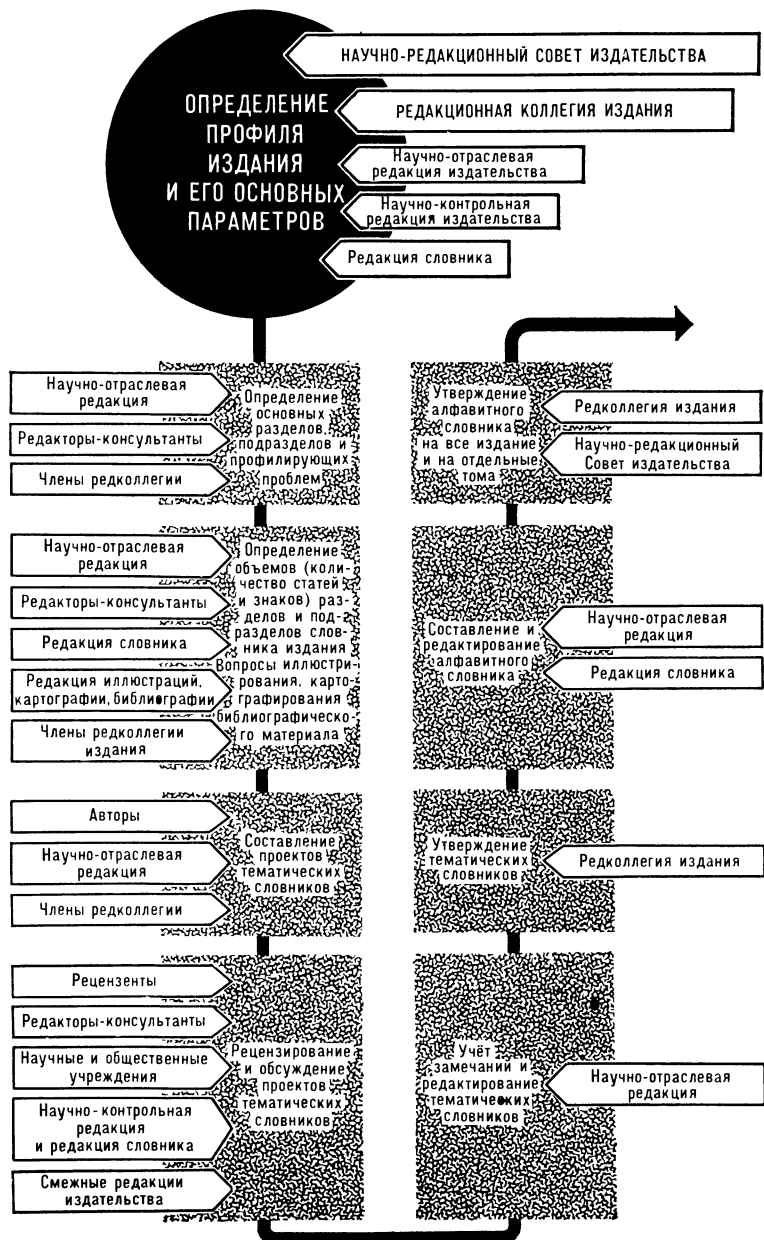 НАУЧНО-РЕДАКЦИОННЫЙ СОВЕТ ИЗДАТЕЛЬСТВА
ОПРЕДЕЛЕНИЕ
ПРОФИЛЯ
ИЗДАНИЯ
И ЕГО ОСНОВНЫХ
ПАРАМЕТРОВ
РЕДАКЦИОННАЯ КОЛЛЕГИЯ ИЗДАНИЯ
Научно-отраслевая
редакция издательства
Научно-контрольная
редакция издательства
Редакция словника
Научно-отраслевая
редакция
Редакторы-консультанты
Члены редколлегии
Определение
основных
разделов,
подразделов и
профилирующих
проблем
Научно-отраслевая
редакция
Редакторы-консультанты
Редакция словника
Редакция иллюстраций,
картографии, библиографии
Члены редколлегии
издания
Определение
объемов (коли-
чество статей
и знаков) раз-
делов и под-
разделов слов-
ника издания
Вопросы иллюстри-
рования, карто-
графирования
библиографическо-
го материала
Авторы
Научно-отраслевая
редакция
Члены редколлегии
Составление
проектов
тематических
словников
Рецензенты
Редакторы-консультанты
Научные и общественные
учреждения
Научно-контрольная
редакция
и редакция словника
Смежные редакции
издательства
Рецензирование
и обсуждение
проектов
тематических
словников
Учёт
замечаний и
редактирование
тематических
словников
Научно-отраслевая
редакция
Утверждение
тематических
словников
Редколлегия издания
Составление и
редактирование
алфавитного
словника
Научно-отраслевая
редакция
Редакция словника
Утверждение
алфавитного
словника
на все издание
и на отдельные
тома
Редколлегия издания
Научно-редакционный
Совет издательства